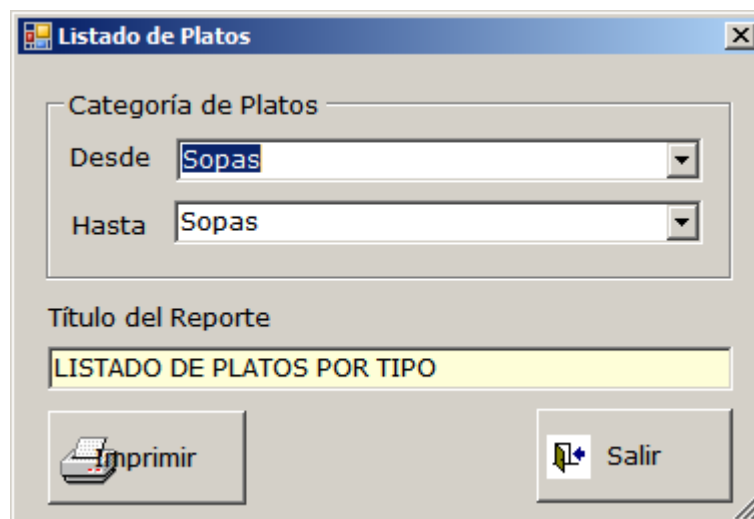 Listado de Platos
Categoría de Platos
Desde Sopas
Hasta Sopas
Título del Reporte
LISTADO DE PLATOS POR TIPO
Imprimir Salir